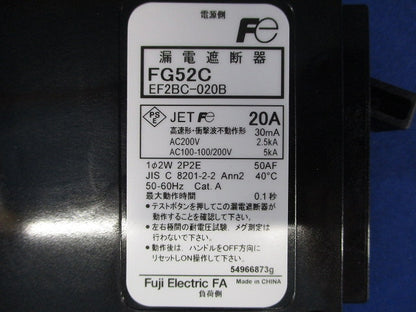 電源側
Fe
漏電遮断器
FG52C
EF2BC-020B
PS E JET Fe 20A
高速形・衝撃波不動作形 30mA
AC200V 2.5kA
AC100-100/200V 5kA
1φ2W 2P2E 50AF
JIS C 8201-2-2 Ann2 40℃
50-60Hz Cat. A
最大動作時間 0.1秒
•テストボタンを押してこの漏電遮断器が
動作することを確認して下さい。
•左右極間の耐電圧試験、メグ測定は
行わないで下さい。
•動作後は、ハンドルをOFF方向に
リセットしON操作して下さい。
54966873g
Fuji Electric FA Made in CHINA
負荷側